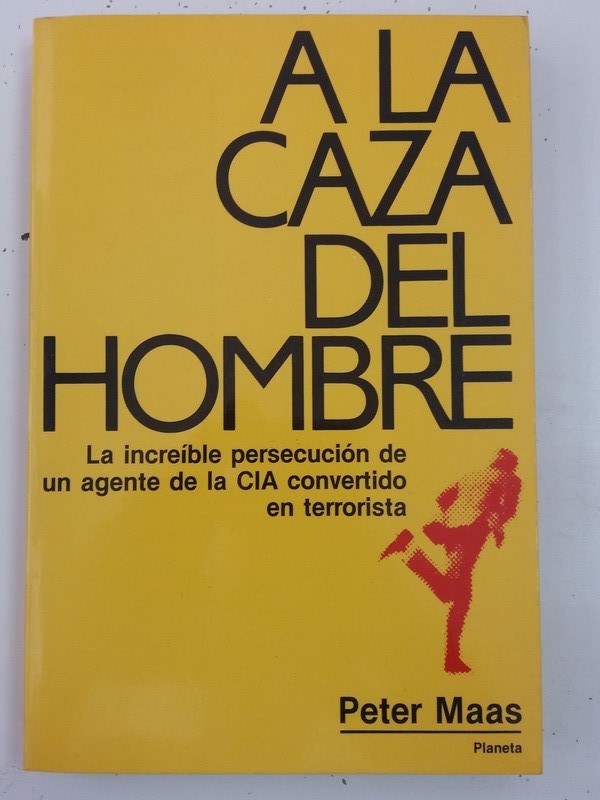 A LA
CAZA
DEL
HOMBRE
La increíble persecución de
un agente de la CIA convertido
en terrorista
Peter Maas
Planeta